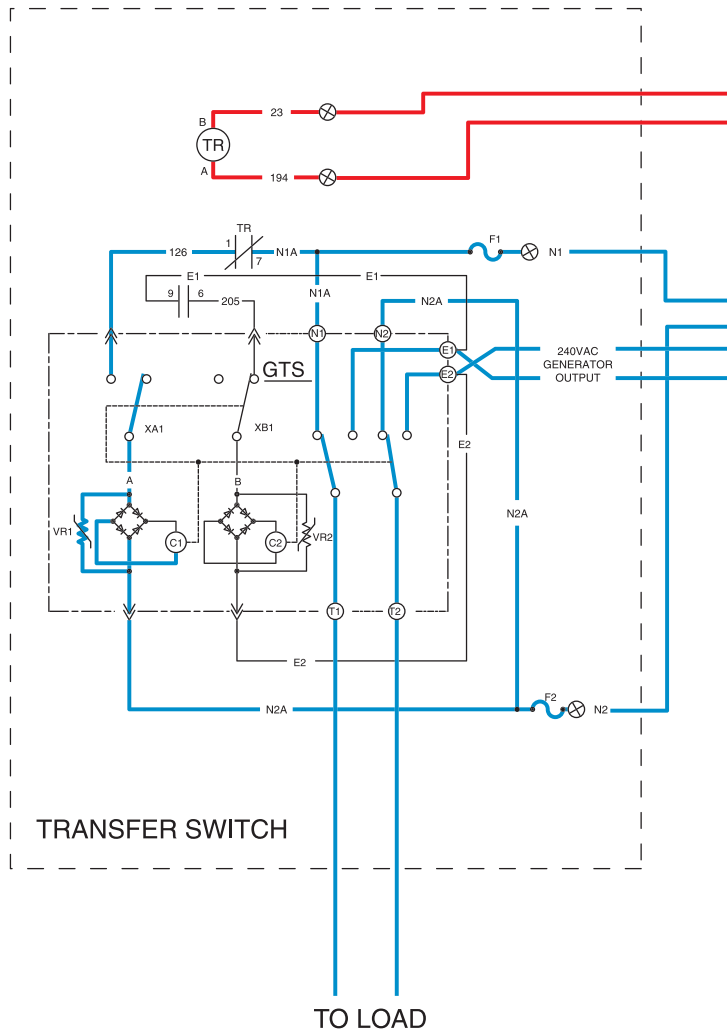 23
B
TR
A
194
TR
F1
126
1
7
N1A
N1
E1
E1
9
6
205
N1A
N2A
N1
N2
E1
E2
240VAC
GENERATOR
OUTPUT
GTS
XA1
XB1
E2
A
B
N2A
VR1
C1
C2
VR2
T1
T2
E2
F2
N2A
N2
TRANSFER SWITCH
TO LOAD